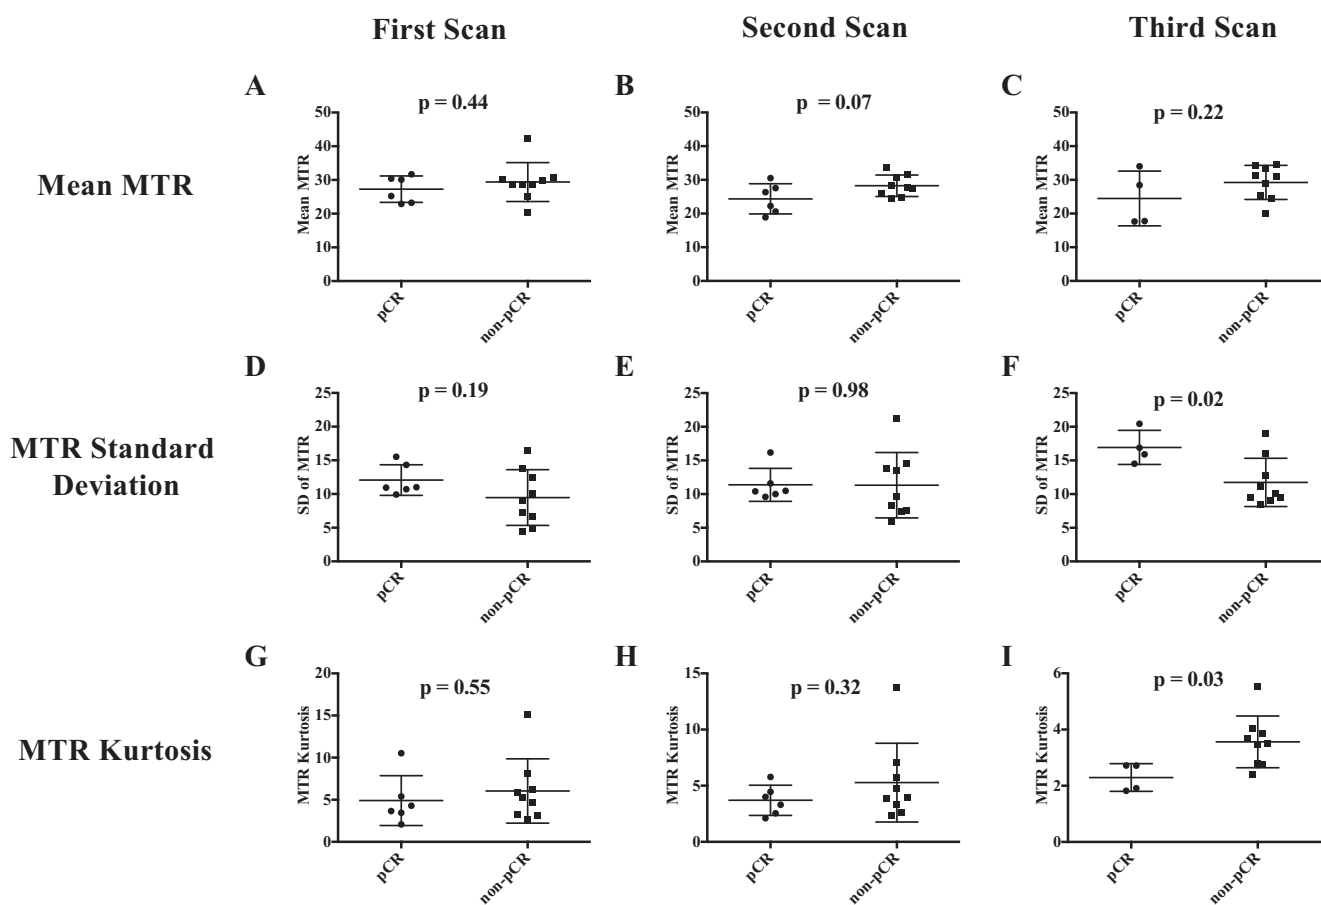 First Scan
Second Scan
Third Scan
Mean MTR
A
p = 0.44
Mean MTR
50
40
30
20
10
0
pCR
non-pCR
B
p = 0.07
Mean MTR
50
40
30
20
10
0
pCR
non-pCR
C
p = 0.22
Mean MTR
50
40
30
20
10
0
pCR
non-pCR
MTR Standard
Deviation
D
p = 0.19
SD of MTR
25
20
15
10
5
0
pCR
non-pCR
E
p = 0.98
SD of MTR
25
20
15
10
5
0
pCR
non-pCR
F
p = 0.02
SD of MTR
25
20
15
10
5
0
pCR
non-pCR
MTR Kurtosis
G
p = 0.55
MTR Kurtosis
20
15
10
5
0
pCR
non-pCR
H
p = 0.32
MTR Kurtosis
15
10
5
0
pCR
non-pCR
I
p = 0.03
MTR Kurtosis
6
4
2
0
pCR
non-pCR